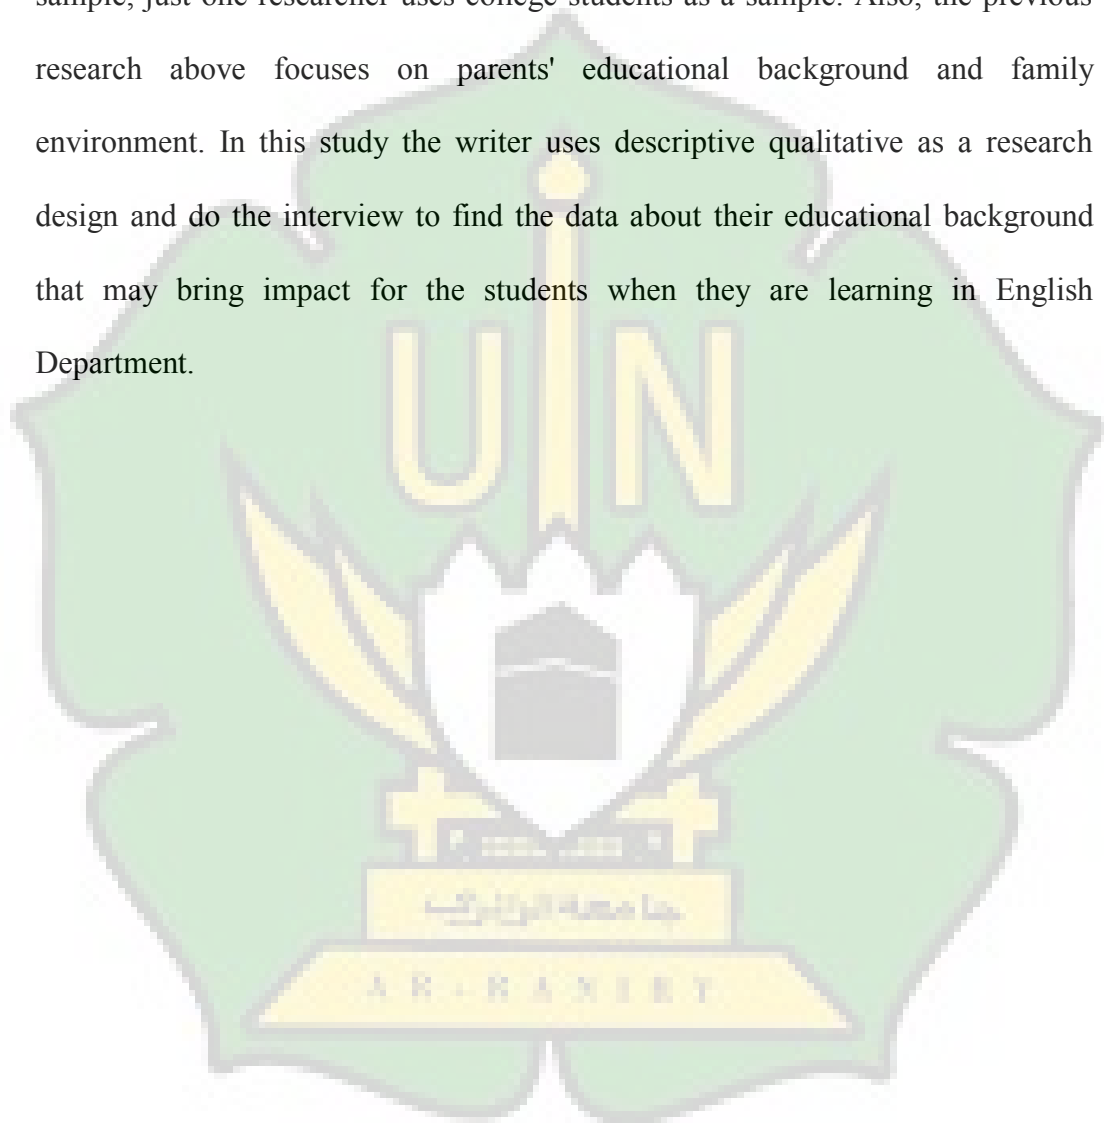 sample, just one researcher uses college students as a sample. Also, the previous
research above focuses on parents' educational background and family
environment. In this study the writer uses descriptive qualitative as a research
design and do the interview to find the data about their educational background
that may bring impact for the students when they are learning in English
Department.
UIN
جامعة الرانيري
AR-RANIRY